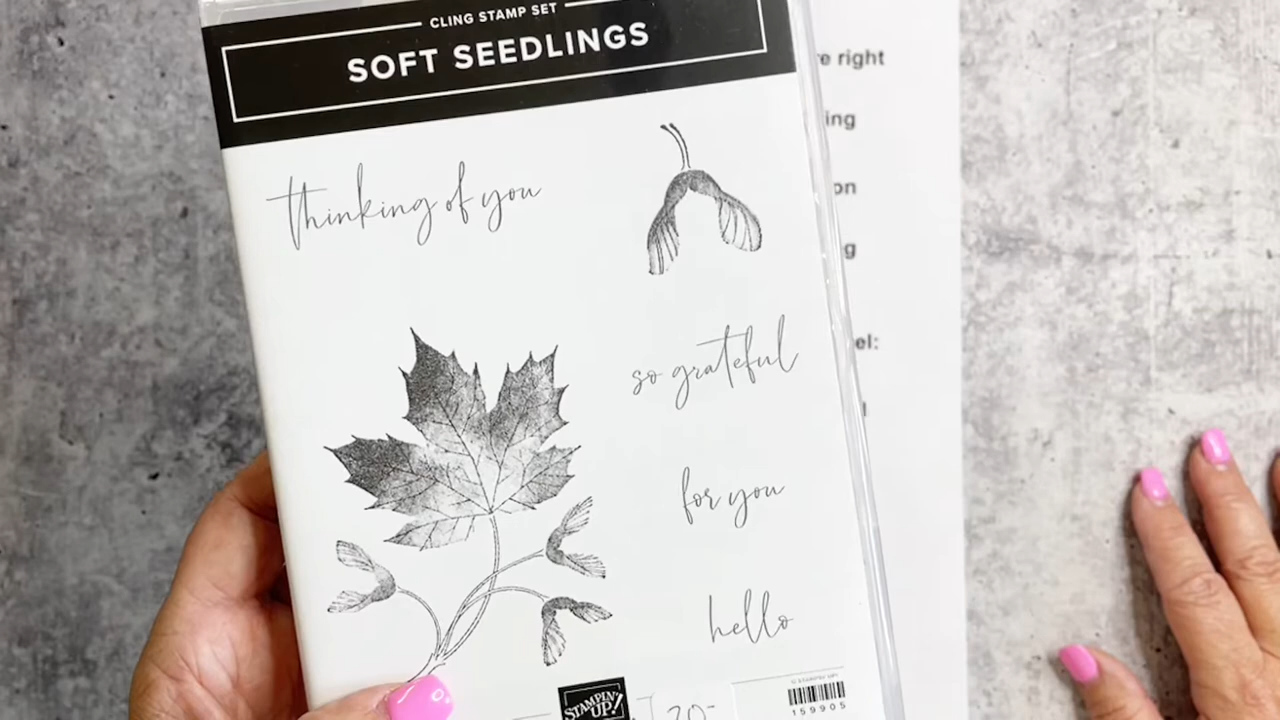 CLING STAMP SET
SOFT SEEDLINGS
thinking of you
so grateful
for you
hello
STAMPIN' UP!
20-
159905
re right
ing
on
g
el: